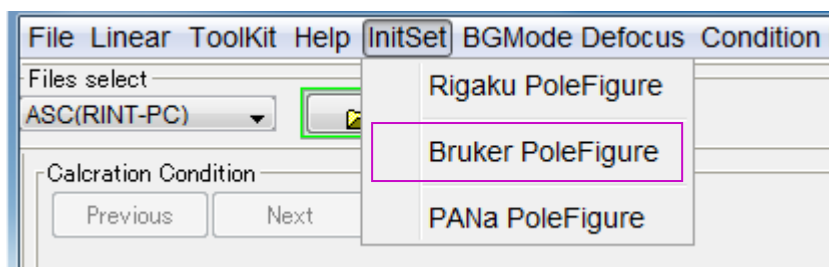 File Linear ToolKit Help InitSet BGMode Defocus Condition
Files select
ASC(RINT-PC)
Rigaku PoleFigure
Bruker PoleFigure
Calcration Condition
Previous Next
PANa PoleFigure